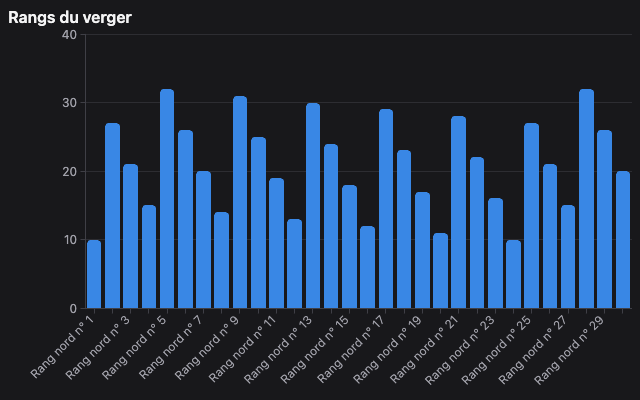 Rangs du verger
40
30
20
10
0
Rang nord n° 1
Rang nord n° 3
Rang nord n° 5
Rang nord n° 7
Rang nord n° 9
Rang nord n° 11
Rang nord n° 13
Rang nord n° 15
Rang nord n° 17
Rang nord n° 19
Rang nord n° 21
Rang nord n° 23
Rang nord n° 25
Rang nord n° 27
Rang nord n° 29